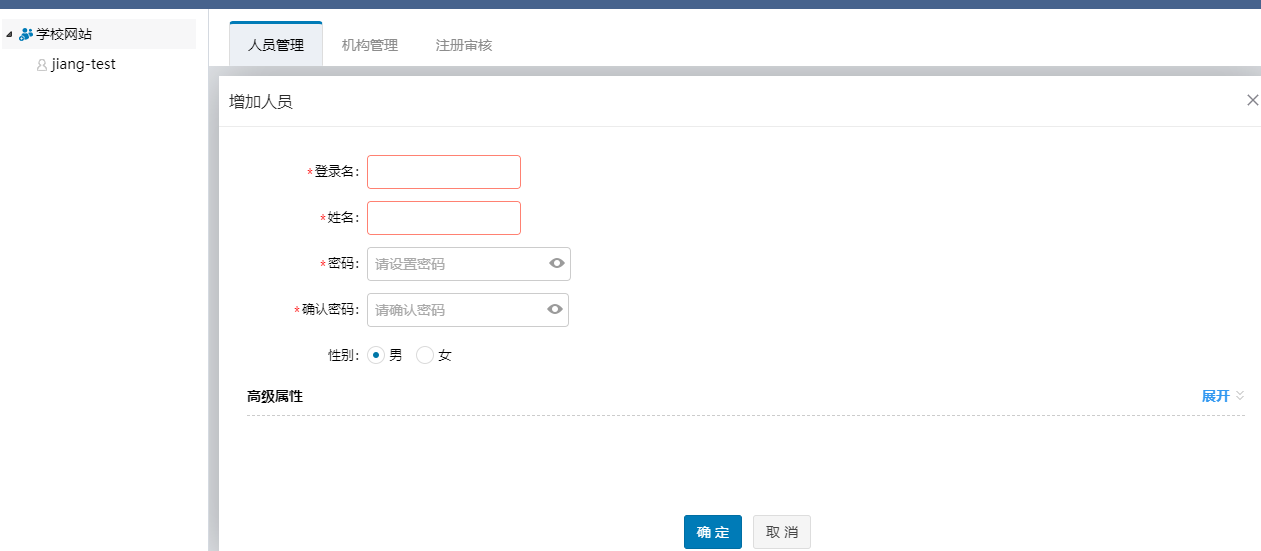 学校网站
jiang-test
人员管理 机构管理 注册审核
增加人员
*登录名:
*姓名:
*密码: 请设置密码
*确认密码: 请确认密码
性别: 男 女
高级属性 展开
确 定 取 消